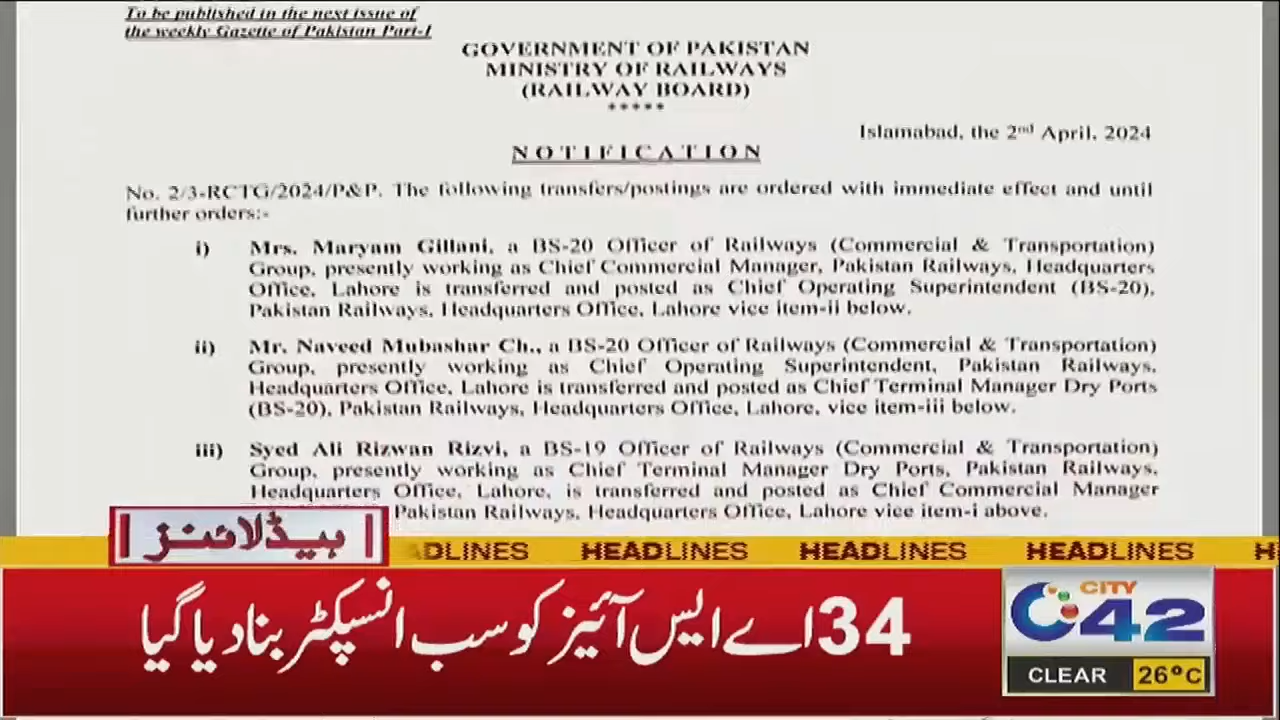 To be published in the next issue of
the weekly Gazette of Pakistan Part-I
GOVERNMENT OF PAKISTAN
MINISTRY OF RAILWAYS
(RAILWAY BOARD)
*****
Islamabad, the 2nd April, 2024
NOTIFICATION
No. 2/3-RCTG/2024/P&P. The following transfers/postings are ordered with immediate effect and until
further orders:-
i) Mrs. Maryam Gillani, a BS-20 Officer of Railways (Commercial & Transportation)
Group, presently working as Chief Commercial Manager, Pakistan Railways, Headquarters
Office, Lahore is transferred and posted as Chief Operating Superintendent (BS-20),
Pakistan Railways, Headquarters Office, Lahore vice item-ii below.
ii) Mr. Naveed Mubashar Ch., a BS-20 Officer of Railways (Commercial & Transportation)
Group, presently working as Chief Operating Superintendent, Pakistan Railways,
Headquarters Office, Lahore is transferred and posted as Chief Terminal Manager Dry Ports
(BS-20), Pakistan Railways, Headquarters Office, Lahore, vice item-iii below.
iii) Syed Ali Rizwan Rizvi, a BS-19 Officer of Railways (Commercial & Transportation)
Group, presently working as Chief Terminal Manager Dry Ports, Pakistan Railways,
Headquarters Office, Lahore, is transferred and posted as Chief Commercial Manager
Pakistan Railways, Headquarters Office, Lahore vice item-i above.
ہیڈلائنز
ADLINES HEADLINES HEADLINES HEADLINES H
34 اے ایس آئیز کو سب انسپکٹر بنا دیا گیا
CITY
42
CLEAR 26°C